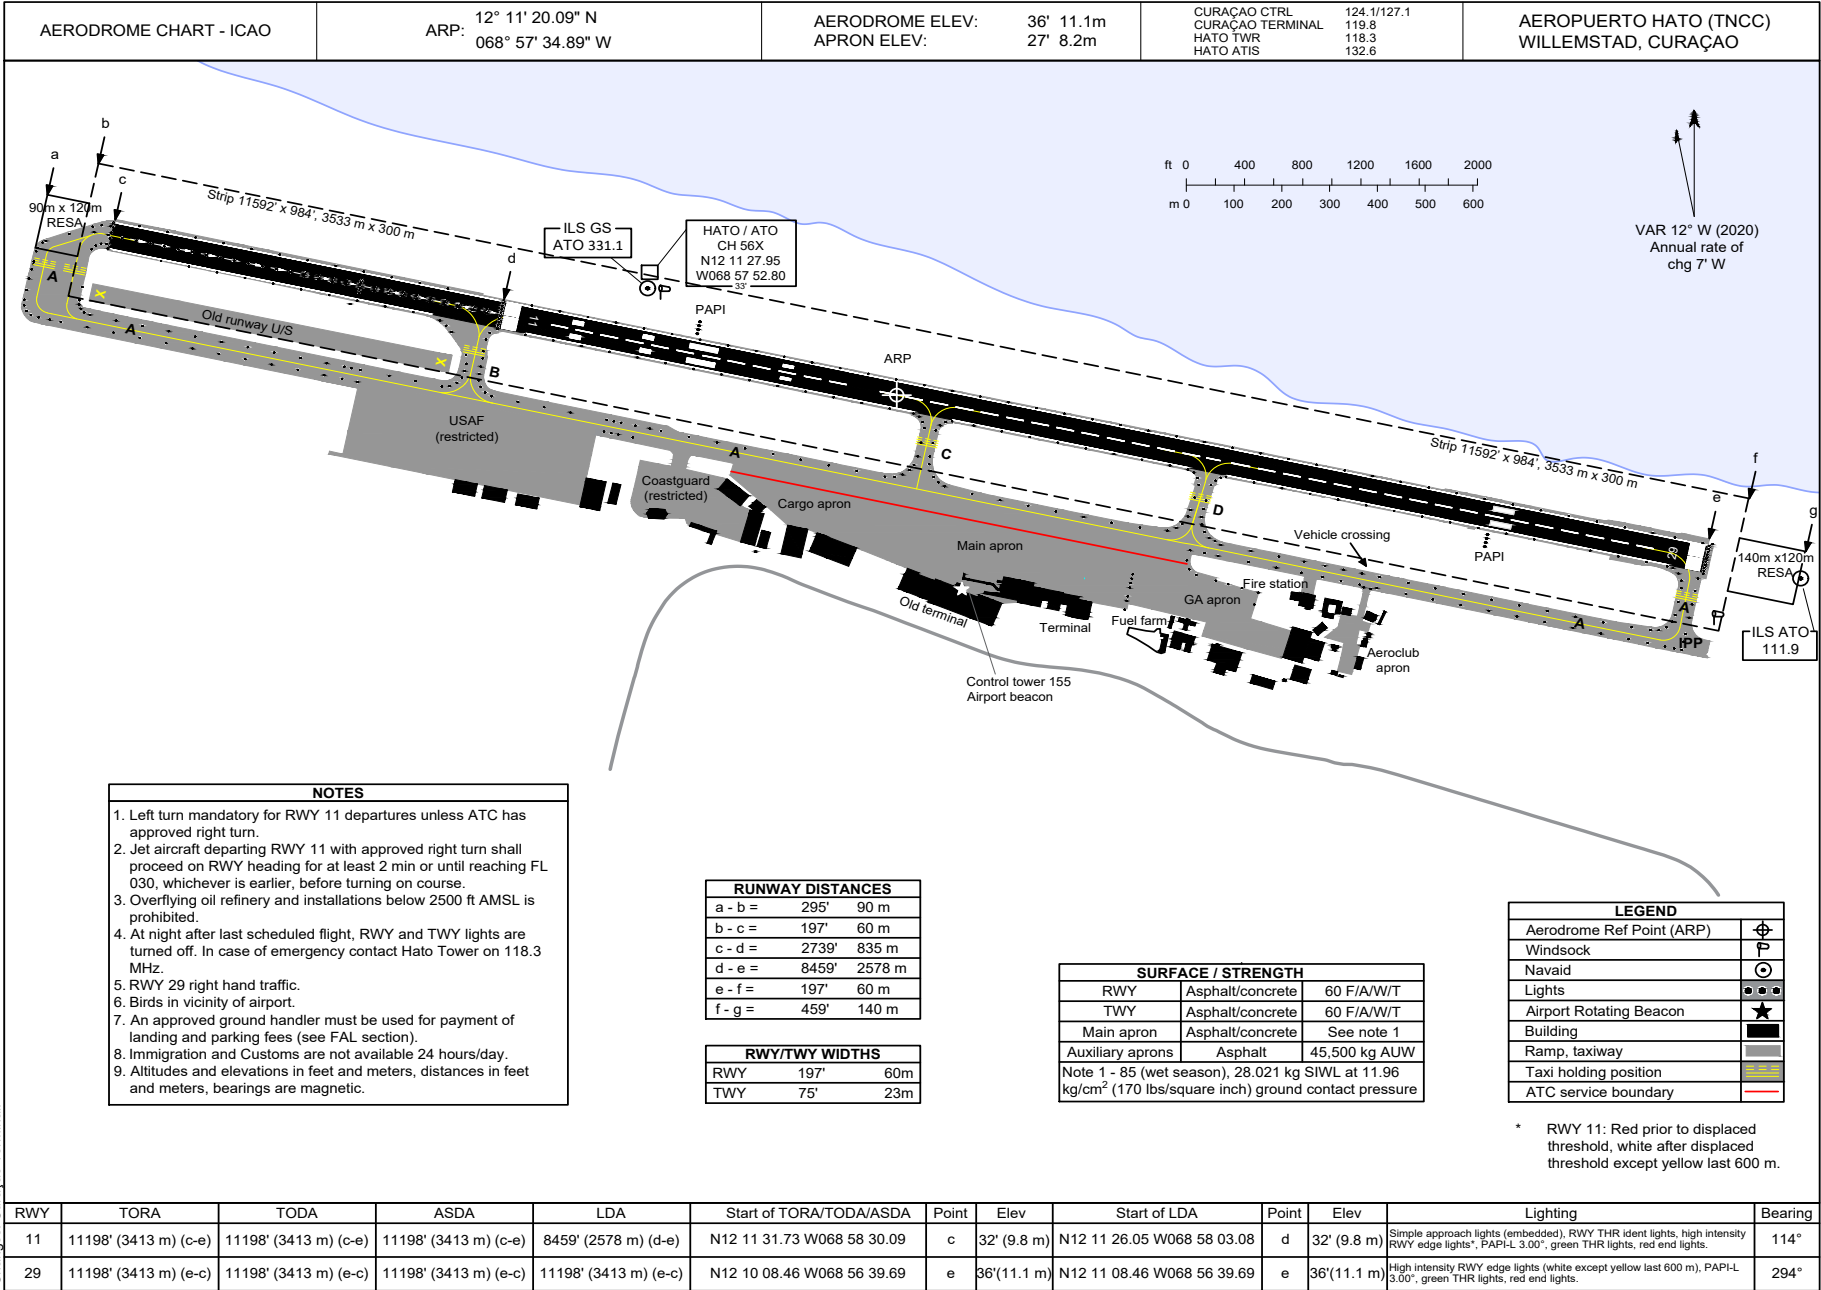 AERODROME CHART - ICAO
ARP:
12° 11' 20.09" N
068° 57' 34.89" W
AERODROME ELEV: 36' 11.1m
APRON ELEV: 27' 8.2m
CURAÇAO CTRL 124.1/127.1
CURAÇAO TERMINAL 119.8
HATO TWR 118.3
HATO ATIS 132.6
AEROPUERTO HATO (TNCC)
WILLEMSTAD, CURAÇAO
a
b
c
90m x 120m
RESA
Strip 11592' x 984', 3533 m x 300 m
d
ILS GS
ATO 331.1
HATO / ATO
CH 56X
N12 11 27.95
W068 57 52.80
33'
ft 0 400 800 1200 1600 2000
m 0 100 200 300 400 500 600
VAR 12° W (2020)
Annual rate of
chg 7' W
A
X
Old runway U/S
X
A
B
PAPI
ARP
USAF
(restricted)
A
C
Coastguard
(restricted)
Cargo apron
Main apron
D
Strip 11592' x 984', 3533 m x 300 m
Vehicle crossing
PAPI
29
e
f
g
140m x120m
RESA
ILS ATO
111.9
Fire station
GA apron
Old terminal
Terminal
Fuel farm
A
A
IPP
Aeroclub
apron
Control tower 155
Airport beacon
NOTES
1. Left turn mandatory for RWY 11 departures unless ATC has
approved right turn.
2. Jet aircraft departing RWY 11 with approved right turn shall
proceed on RWY heading for at least 2 min or until reaching FL
030, whichever is earlier, before turning on course.
3. Overflying oil refinery and installations below 2500 ft AMSL is
prohibited.
4. At night after last scheduled flight, RWY and TWY lights are
turned off. In case of emergency contact Hato Tower on 118.3
MHz.
5. RWY 29 right hand traffic.
6. Birds in vicinity of airport.
7. An approved ground handler must be used for payment of
landing and parking fees (see FAL section).
8. Immigration and Customs are not available 24 hours/day.
9. Altitudes and elevations in feet and meters, distances in feet
and meters, bearings are magnetic.
RUNWAY DISTANCES
a - b = 295' 90 m
b - c = 197' 60 m
c - d = 2739' 835 m
d - e = 8459' 2578 m
e - f = 197' 60 m
f - g = 459' 140 m
RWY/TWY WIDTHS
RWY 197' 60m
TWY 75' 23m
SURFACE / STRENGTH
RWY Asphalt/concrete 60 F/A/W/T
TWY Asphalt/concrete 60 F/A/W/T
Main apron Asphalt/concrete See note 1
Auxiliary aprons Asphalt 45,500 kg AUW
Note 1 - 85 (wet season), 28.021 kg SIWL at 11.96
kg/cm² (170 lbs/square inch) ground contact pressure
LEGEND
Aerodrome Ref Point (ARP)
Windsock
Navaid
Lights
Airport Rotating Beacon
Building
Ramp, taxiway
Taxi holding position
ATC service boundary
* RWY 11: Red prior to displaced
threshold, white after displaced
threshold except yellow last 600 m.
RWY TORA TODA ASDA LDA Start of TORA/TODA/ASDA Point Elev Start of LDA Point Elev Lighting Bearing
11 11198' (3413 m) (c-e) 11198' (3413 m) (c-e) 11198' (3413 m) (c-e) 8459' (2578 m) (d-e) N12 11 31.73 W068 58 30.09 c 32' (9.8 m) N12 11 26.05 W068 58 03.08 d 32' (9.8 m) Simple approach lights (embedded), RWY THR ident lights, high intensity RWY edge lights*, PAPI-L 3.00°, green THR lights, red end lights. 114°
29 11198' (3413 m) (e-c) 11198' (3413 m) (e-c) 11198' (3413 m) (e-c) 11198' (3413 m) (e-c) N12 10 08.46 W068 56 39.69 e 36'(11.1 m) N12 11 08.46 W068 56 39.69 e 36'(11.1 m) High intensity RWY edge lights (white except yellow last 600 m), PAPI-L 3.00°, green THR lights, red end lights. 294°